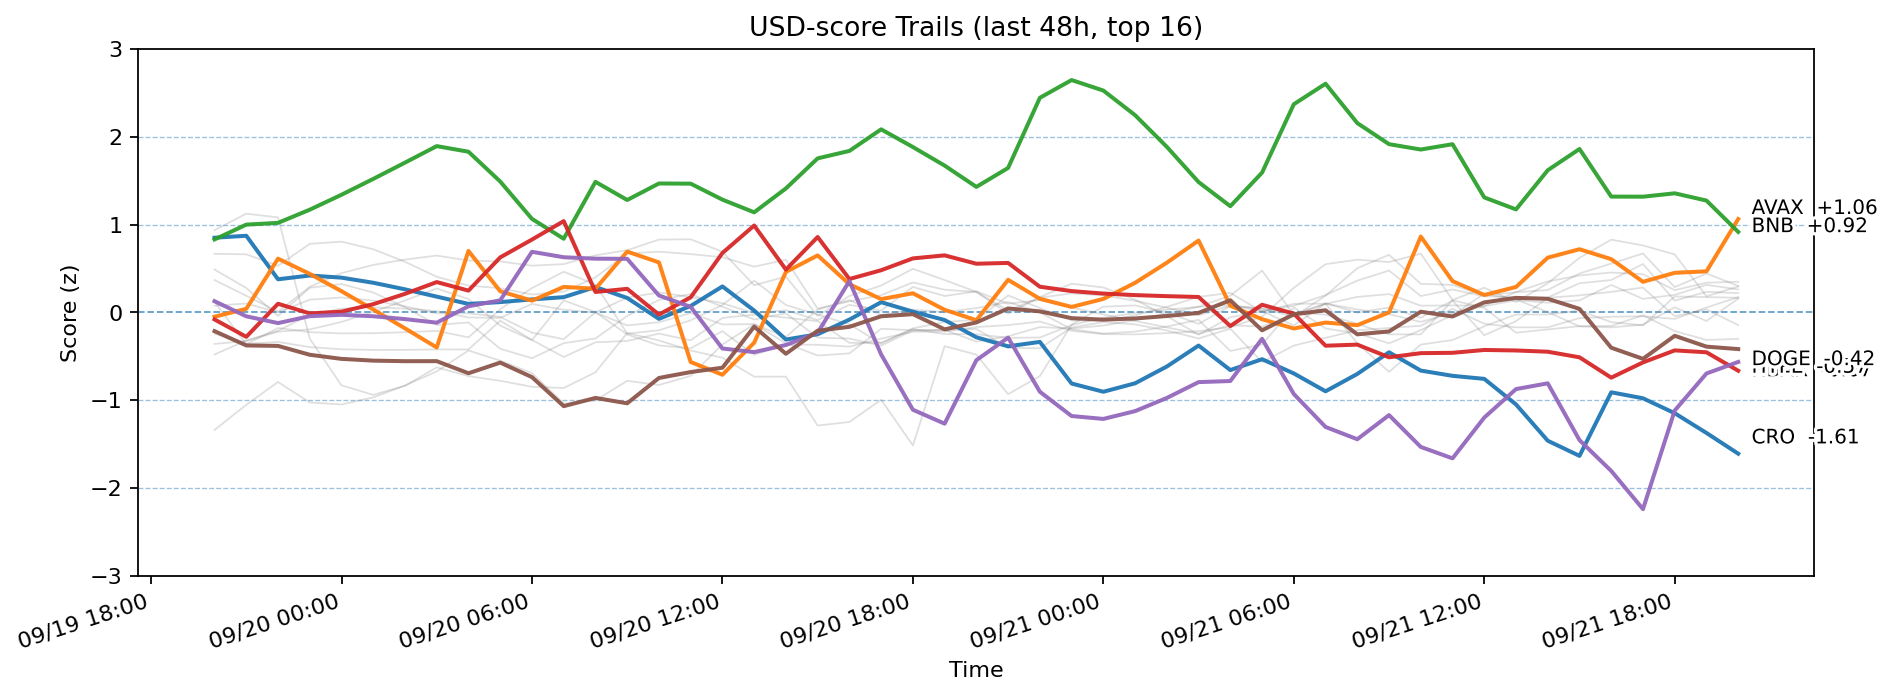 USD-score Trails (last 48h, top 16)
Score (z)
3
2
1
0
−1
−2
−3
AVAX +1.06
BNB +0.92
DOGE -0.42
CRO -1.61
09/19 18:00
09/20 00:00
09/20 06:00
09/20 12:00
09/20 18:00
09/21 00:00
09/21 06:00
09/21 12:00
09/21 18:00
Time